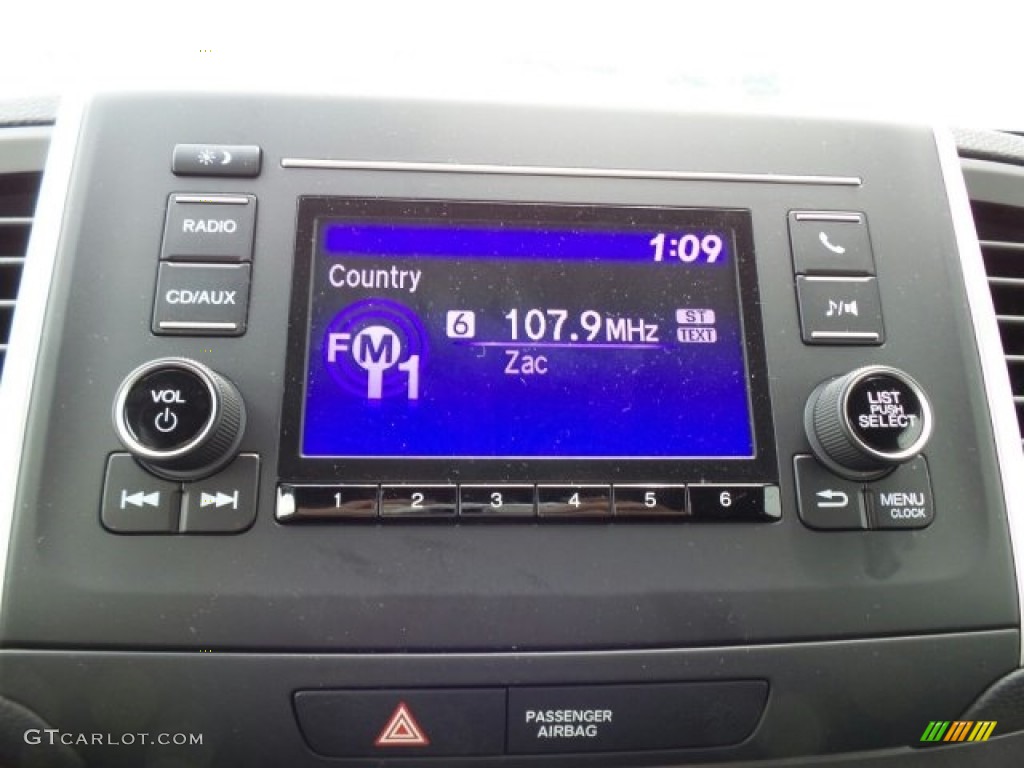 RADIO
CD/AUX
VOL
1:09
Country
FM1
6 107.9MHz ST
TEXT
Zac
LIST
PUSH
SELECT
1 2 3 4 5 6
MENU
CLOCK
PASSENGER
AIRBAG
GTCARLOT.COM